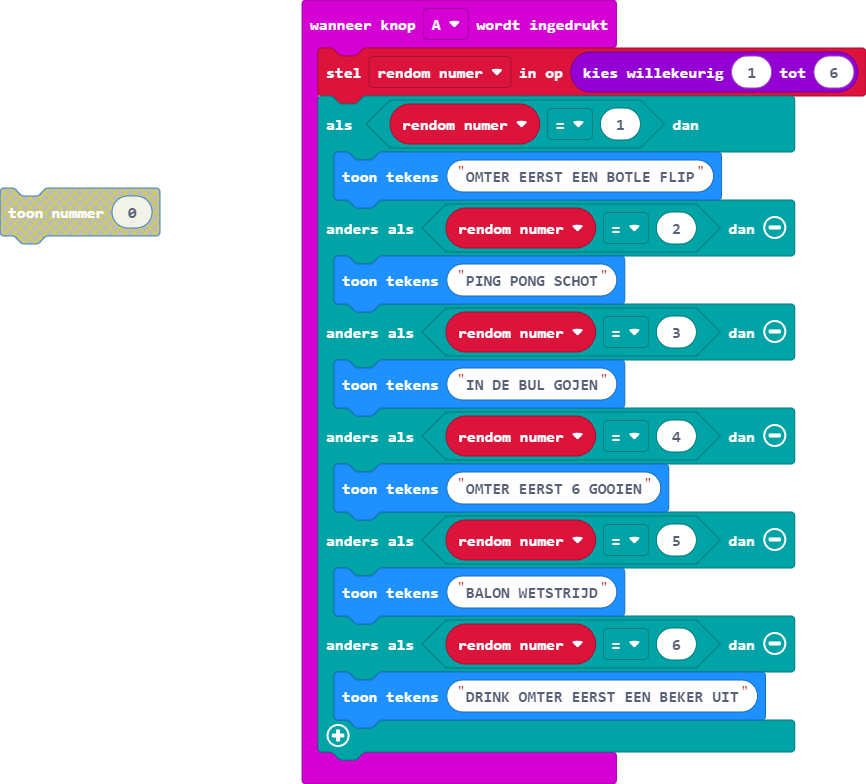 wanneer knop A wordt ingedrukt
stel rendom numer in op kies willekeurig 1 tot 6
als rendom numer = 1 dan
toon tekens "OMTER EERST EEN BOTLE FLIP"
toon nummer 0
anders als rendom numer = 2 dan
toon tekens "PING PONG SCHOT"
anders als rendom numer = 3 dan
toon tekens "IN DE BUL GOJEN"
anders als rendom numer = 4 dan
toon tekens "OMTER EERST 6 GOOIEN"
anders als rendom numer = 5 dan
toon tekens "BALON WETSTRIJD"
anders als rendom numer = 6 dan
toon tekens "DRINK OMTER EERST EEN BEKER UIT"